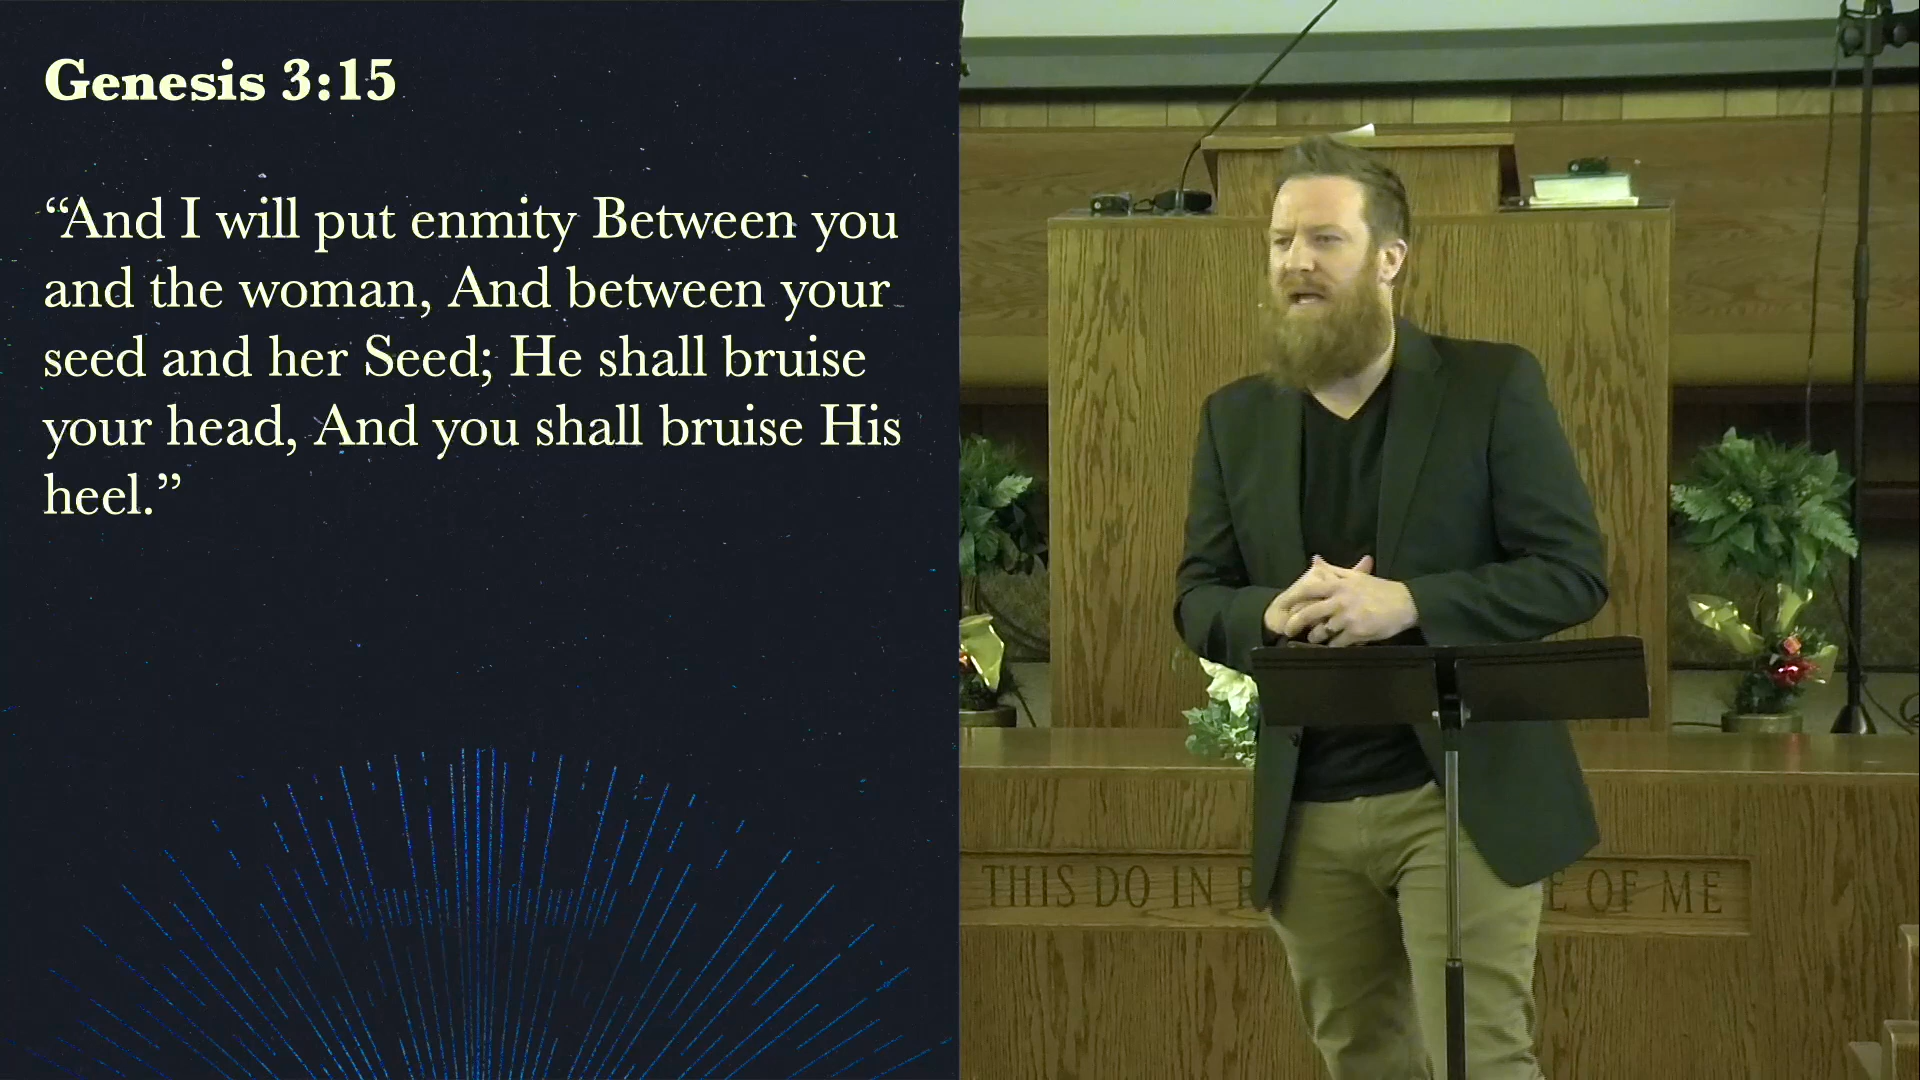 Genesis 3:15
“And I will put enmity Between you
and the woman, And between your
seed and her Seed; He shall bruise
your head, And you shall bruise His
heel.”
THIS DO IN R E OF ME